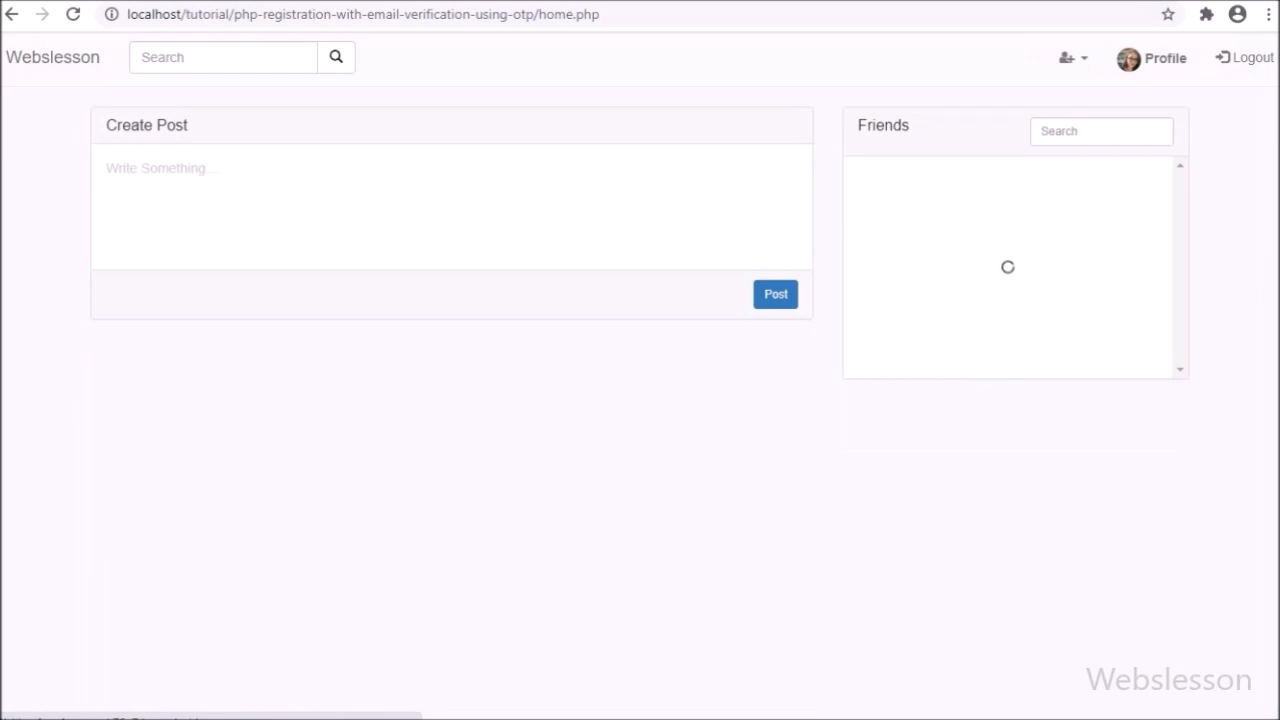 localhost/tutorial/php-registration-with-email-verification-using-otp/home.php
Webslesson
Search
Profile
Logout
Create Post
Write Something....
Post
Friends
Search
Webslesson